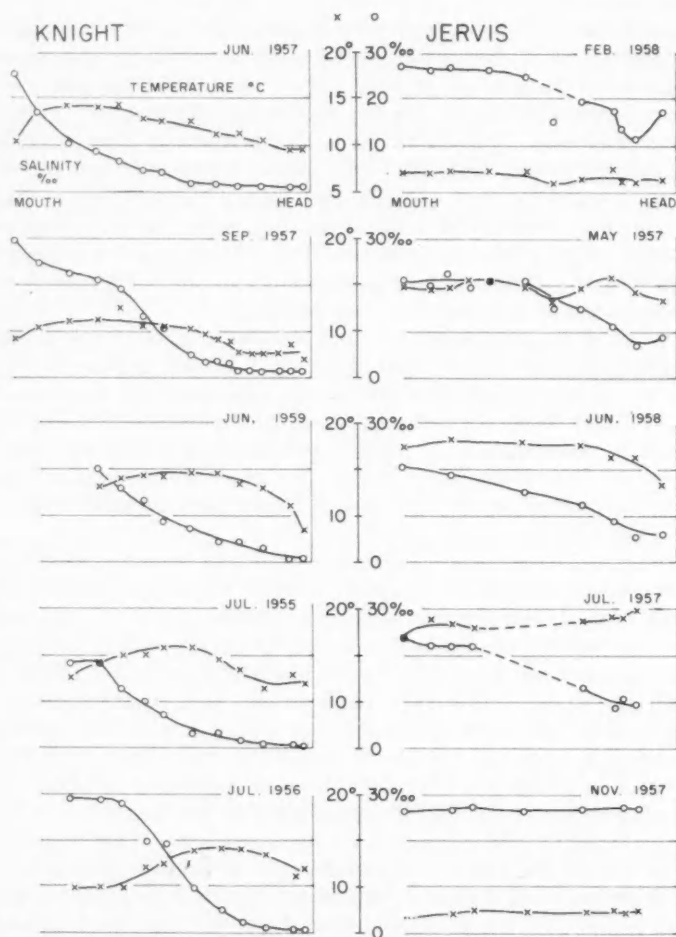 × ○
KNIGHT JERVIS
JUN. 1957 20° 30‰ FEB. 1958
TEMPERATURE °C
15 20
10 10
SALINITY
‰
5 0
MOUTH HEAD MOUTH HEAD
SEP. 1957 20° 30‰ MAY 1957
10
0
JUN. 1959 20° 30‰ JUN. 1958
10
0
JUL. 1955 20° 30‰ JUL. 1957
10
0
JUL. 1956 20° 30‰ NOV. 1957
10
0